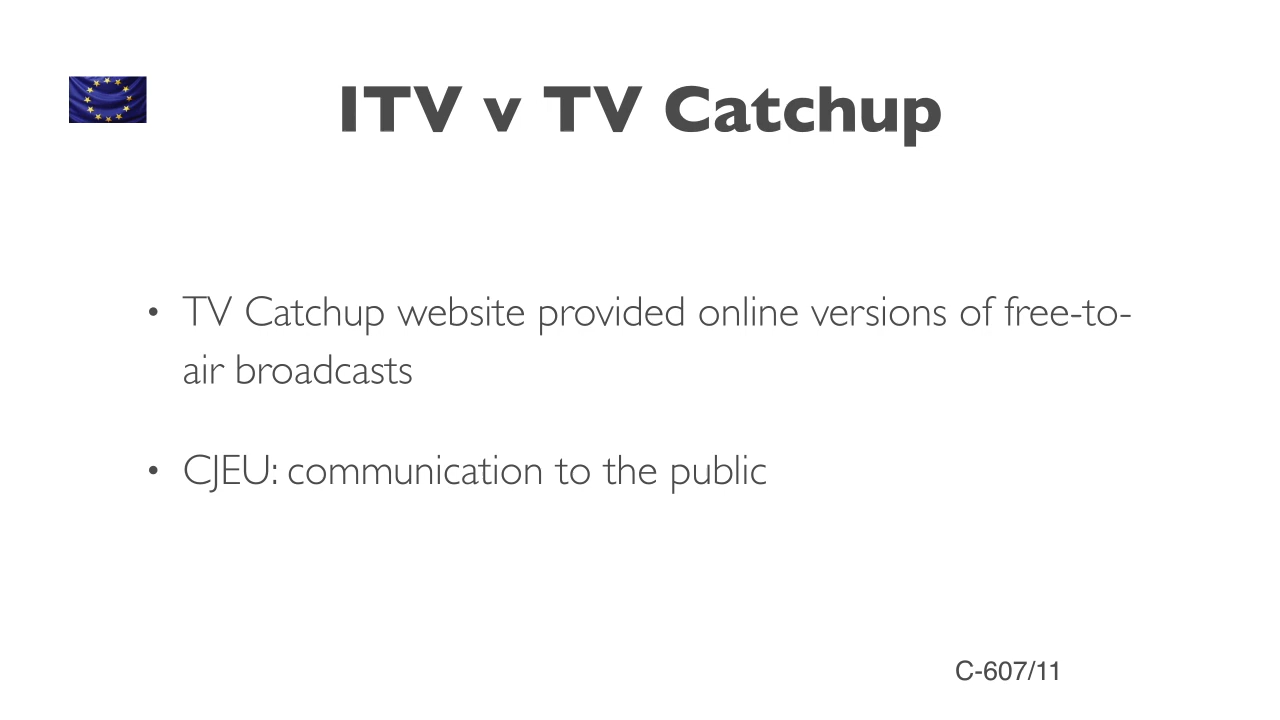 ITV v TV Catchup
• TV Catchup website provided online versions of free-to-
air broadcasts
• CJEU: communication to the public
C-607/11